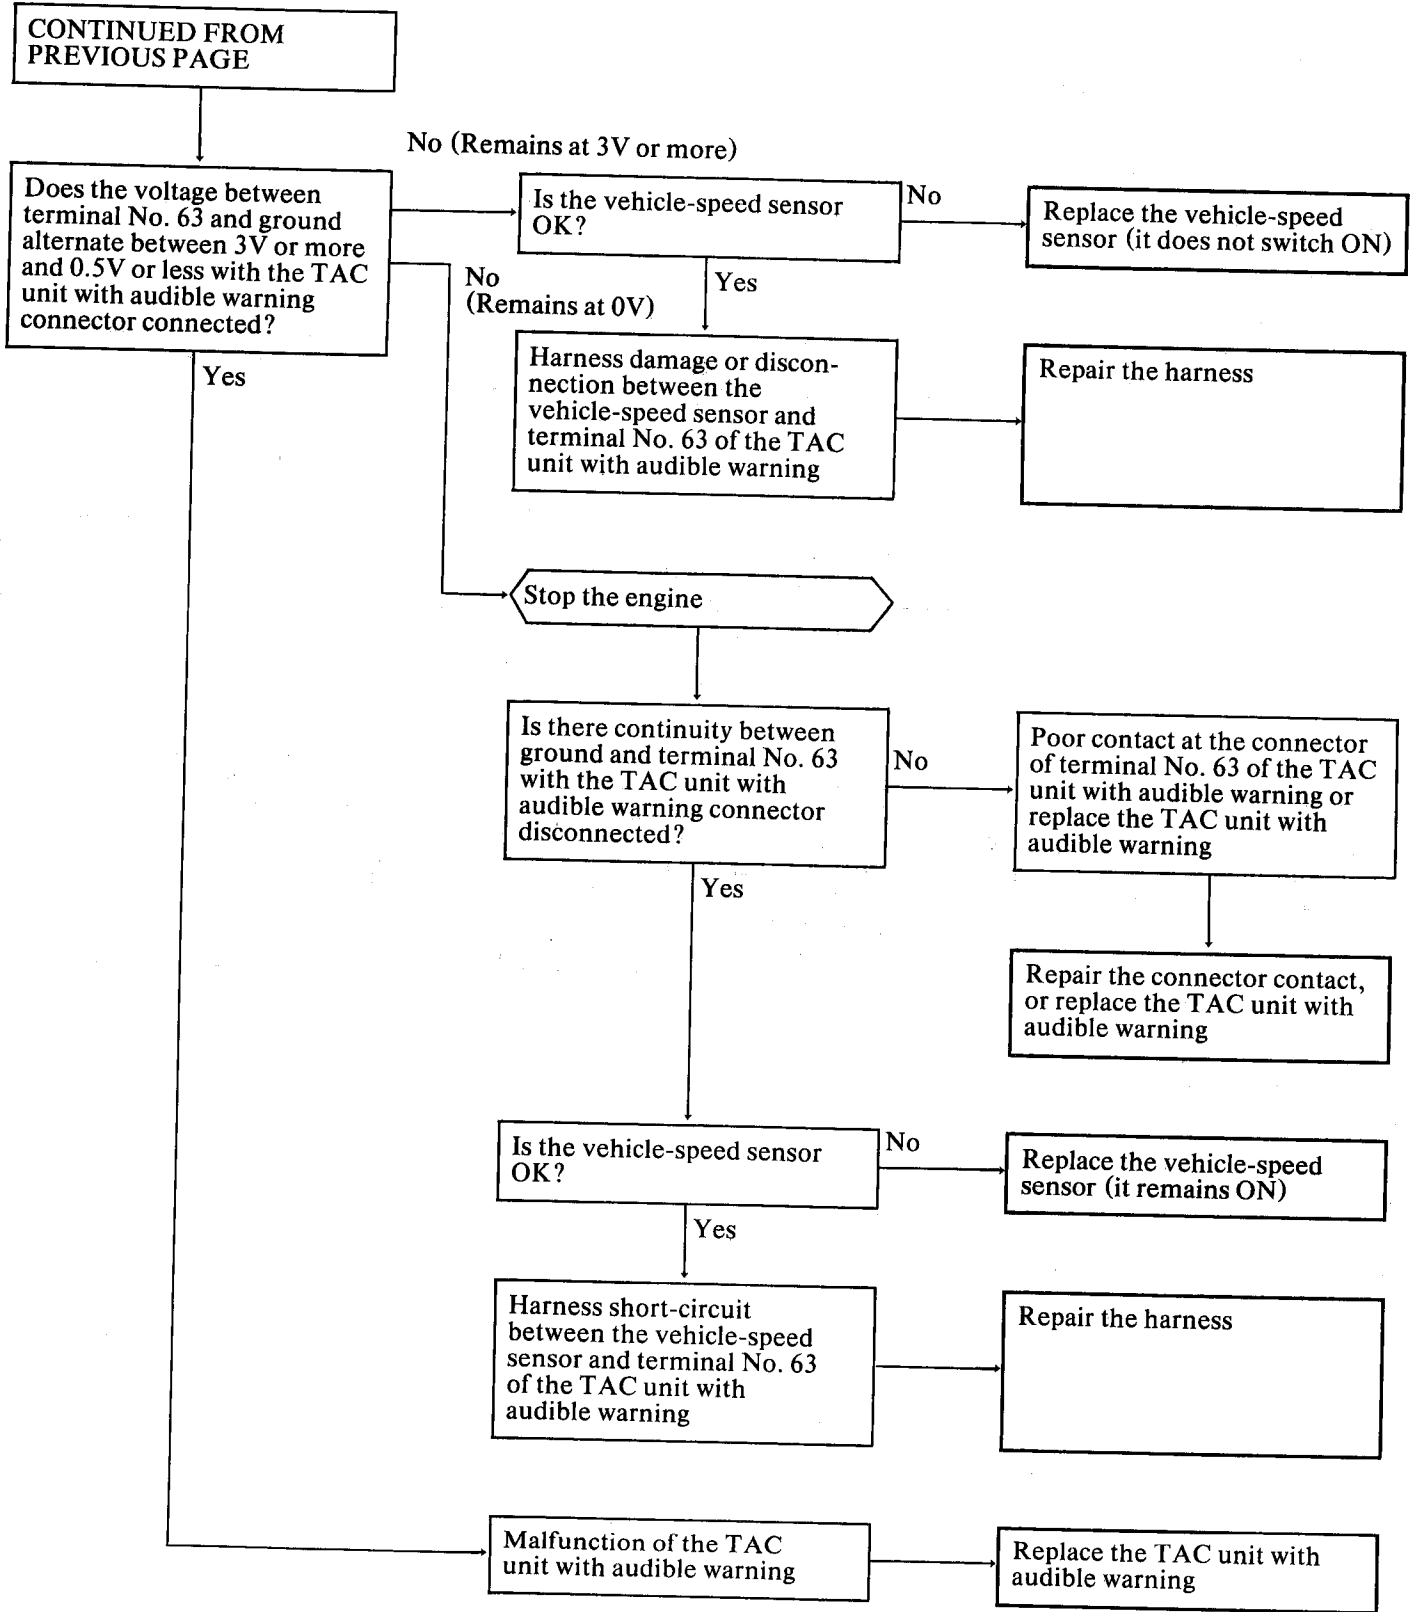 CONTINUED FROM
PREVIOUS PAGE
No (Remains at 3V or more)
Does the voltage between
terminal No. 63 and ground
alternate between 3V or more
and 0.5V or less with the TAC
unit with audible warning
connector connected?
Is the vehicle-speed sensor
OK?
No
Replace the vehicle-speed
sensor (it does not switch ON)
No
(Remains at 0V)
Yes
Yes
Harness damage or discon-
nection between the
vehicle-speed sensor and
terminal No. 63 of the TAC
unit with audible warning
Repair the harness
Stop the engine
Is there continuity between
ground and terminal No. 63
with the TAC unit with
audible warning connector
disconnected?
No
Poor contact at the connector
of terminal No. 63 of the TAC
unit with audible warning or
replace the TAC unit with
audible warning
Yes
Repair the connector contact,
or replace the TAC unit with
audible warning
Is the vehicle-speed sensor
OK?
No
Replace the vehicle-speed
sensor (it remains ON)
Yes
Harness short-circuit
between the vehicle-speed
sensor and terminal No. 63
of the TAC unit with
audible warning
Repair the harness
Malfunction of the TAC
unit with audible warning
Replace the TAC unit with
audible warning